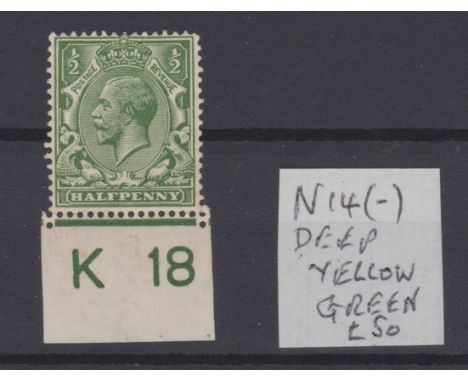 ½ ½
POSTAGE REVENUE
HALFPENNY
K 18
N14(-)
DEEP
YELLOW
GREEN
£50